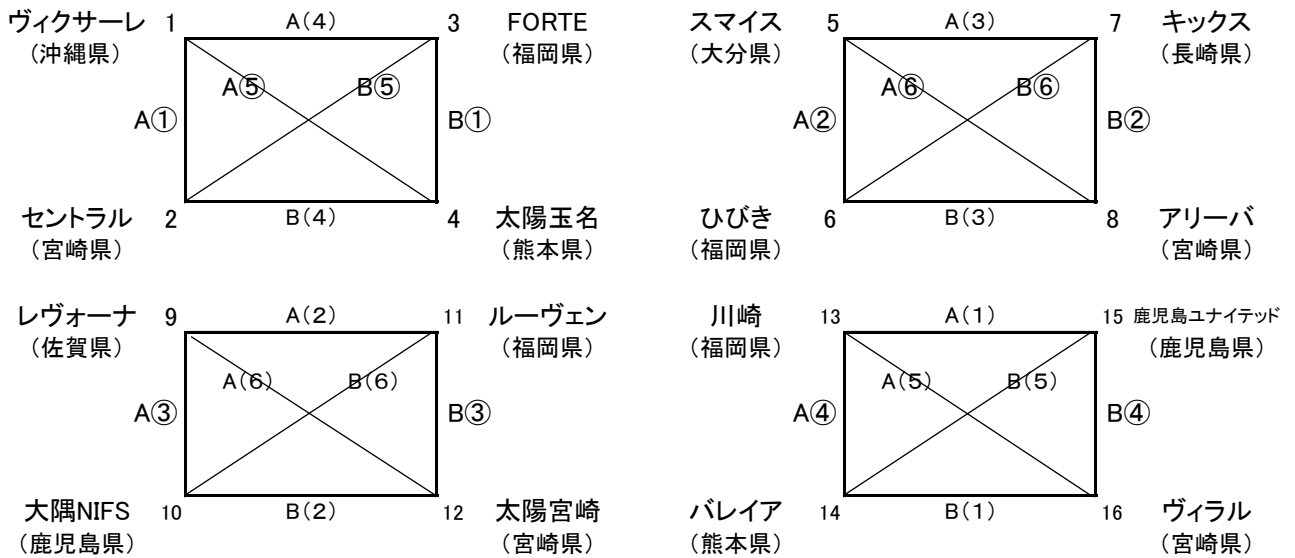 ヴィクサーレ 1 A(4) 3 FORTE
(沖縄県) (福岡県)
A⑤ B⑤
A① B①
セントラル 2 B(4) 4 太陽玉名
(宮崎県) (熊本県)
スマイス 5 A(3) 7 キックス
(大分県) (長崎県)
A⑥ B⑥
A② B②
ひびき 6 B(3) 8 アリーバ
(福岡県) (宮崎県)
レヴォーナ 9 A(2) 11 ルーヴェン
(佐賀県) (福岡県)
A(6) B(6)
A③ B③
大隅NIFS 10 B(2) 12 太陽宮崎
(鹿児島県) (宮崎県)
川崎 13 A(1) 15 鹿児島ユナイテッド
(福岡県) (鹿児島県)
A(5) B(5)
A④ B④
バレイア 14 B(1) 16 ヴィラル
(熊本県) (宮崎県)